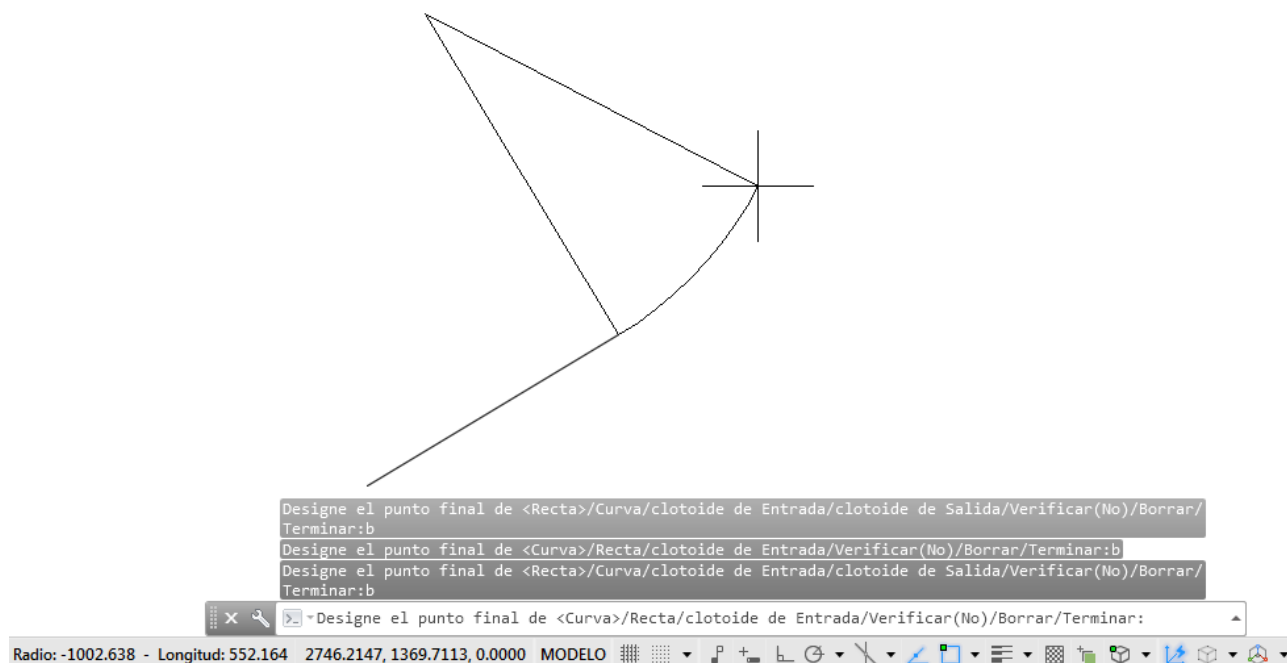 Designe el punto final de <Recta>/Curva/clotoide de Entrada/clotoide de Salida/Verificar(No)/Borrar/
Terminar:b
Designe el punto final de <Curva>/Recta/clotoide de Entrada/Verificar(No)/Borrar/Terminar:b
Designe el punto final de <Recta>/Curva/clotoide de Entrada/clotoide de Salida/Verificar(No)/Borrar/
Terminar:b
Designe el punto final de <Curva>/Recta/clotoide de Entrada/Verificar(No)/Borrar/Terminar:
Radio: -1002.638 - Longitud: 552.164 2746.2147, 1369.7113, 0.0000 MODELO